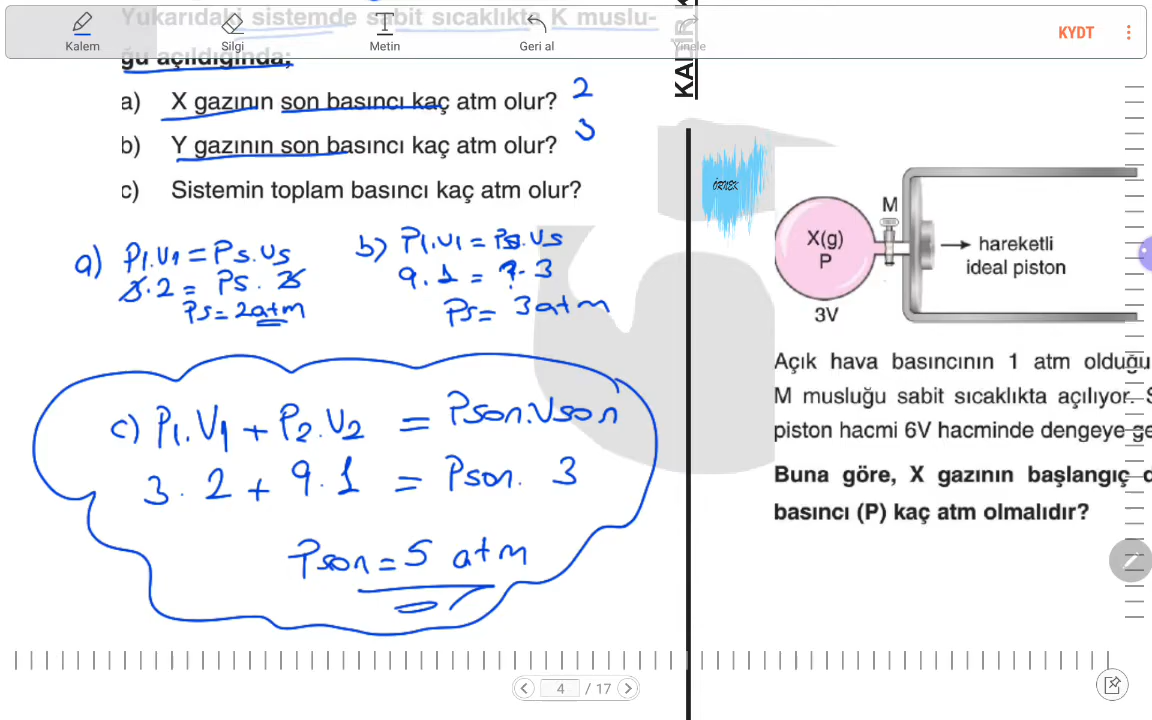 Yukarıdaki sistemde sabit sıcaklıkta K muslu-
ğu açıldığında;
Kalem
Silgi
Metin
Geri al
Yinele
KYDT
a) X gazının son basıncı kaç atm olur? 2
b) Y gazının son basıncı kaç atm olur? 3
c) Sistemin toplam basıncı kaç atm olur?
a) P1.V1 = Ps.Vs
3.2 = Ps. 3
Ps = 2atm
b) P1.V1 = Ps.Vs
9.1 = ?.3
Ps = 3atm
c) P1.V1 + P2.V2 = Pson.Vson
3.2 + 9.1 = Pson. 3
Pson = 5 atm
ÖRNEK
M
X(g)
P
3V
hareketli
ideal piston
Açık hava basıncının 1 atm olduğu
M musluğu sabit sıcaklıkta açılıyor. S
piston hacmi 6V hacminde dengeye ge
Buna göre, X gazının başlangıç
basıncı (P) kaç atm olmalıdır?
4 / 17